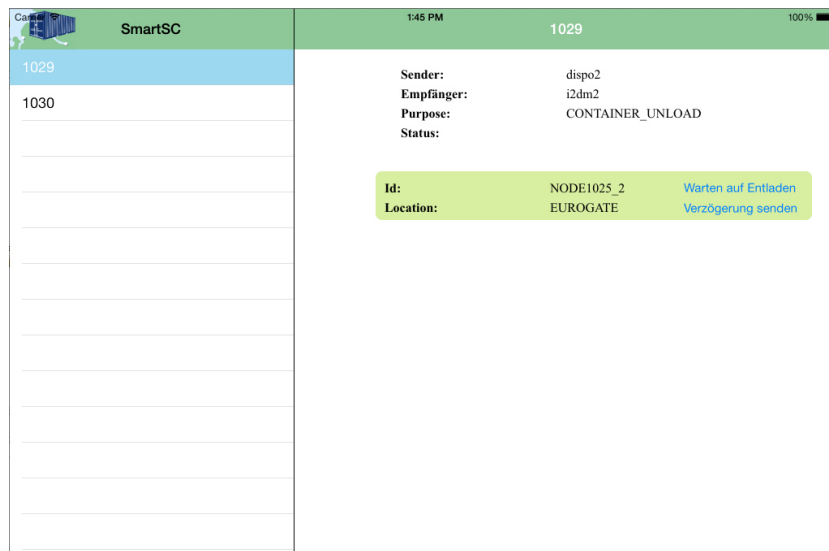 Carrier
1:45 PM
100%
SmartSC
1029
1029
1030
Sender: dispo2
Empfänger: i2dm2
Purpose: CONTAINER_UNLOAD
Status:
Id: NODE1025_2 Warten auf Entladen
Location: EUROGATE Verzögerung senden